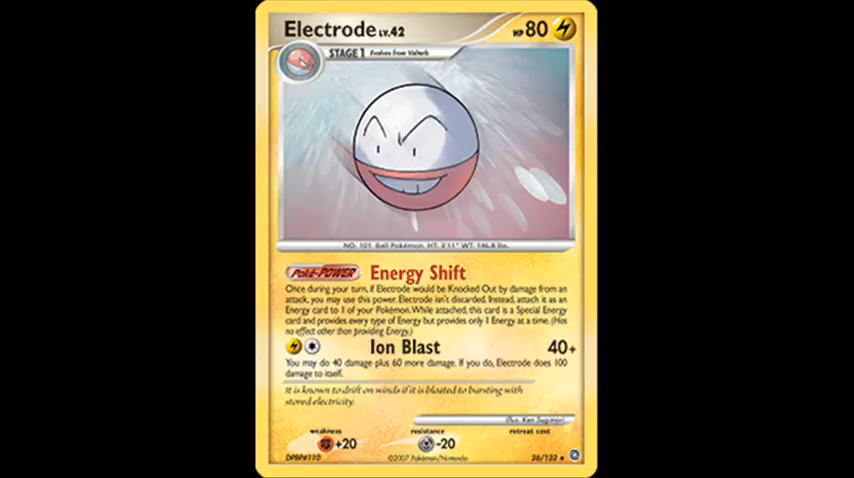 Electrode LV.42 HP 80
STAGE 1 Evolves from Voltorb
NO. 101 Ball Pokémon HT: 3'11" WT: 146.8 lbs.
Poké-POWER Energy Shift
Once during your turn, if Electrode would be Knocked Out by damage from an
attack, you may use this power. Electrode isn't discarded. Instead, attach it as an
Energy card to 1 of your Pokémon. While attached, this card is a Special Energy
card and provides every type of Energy but provides only 1 Energy at a time. (Has
no effect other than providing Energy.)
Ion Blast 40+
You may do 40 damage plus 60 more damage. If you do, Electrode does 100
damage to itself.
It is known to drift on winds if it is bloated to bursting with
stored electricity.
illus. Ken Sugimori
weakness resistance retreat cost
+20 -20
DPBP#110 ©2007 Pokémon/Nintendo 26/132 ★